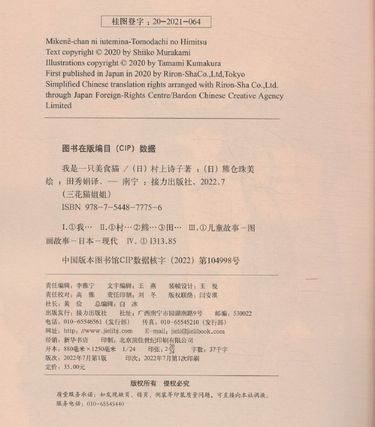 桂图登字：20-2021-064
Mikenē-chan ni iutemina-Tomodachi no Himitsu
Text copyright © 2020 by Shiiko Murakami
Illustrations copyright © 2020 by Tamami Kumakura
First published in Japan in 2020 by Riron-ShaCo.,Ltd,Tokyo
Simplified Chinese translation rights arranged with Riron-Sha Co.,Ltd.
through Japan Foreign-Rights Centre/Bardon Chinese Creative Agency
Limited
图书在版编目（CIP）数据
我是一只美食猫 /（日）村上诗子著；（日）熊仓珠美
绘；田秀娟译. — 南宁：接力出版社，2022.7
（三花猫姐姐）
ISBN 978-7-5448-7775-6
Ⅰ.①我… Ⅱ.①村…②熊…③田… Ⅲ.①儿童故事－图
画故事－日本－现代 Ⅳ.①I313.85
中国版本图书馆CIP数据核字（2022）第104998号
责任编辑：李雅宁 文字编辑：王 燕 装帧设计：王 俊
责任校对：高 雅 责任印制：刘 冬 版权联络：闫安琪
社长：黄 俭 总编辑：白 冰
出版发行：接力出版社 社址：广西南宁市园湖南路9号 邮编：530022
电话：010-65546561（发行部） 传真：010-65545210（发行部）
网址：http://www.jielibj.com E-mail：jieli@jielibook.com
经销：新华书店 印制：北京顶佳世纪印刷有限公司
开本：880毫米×1250毫米 1/24 印张：2 字数：37千字
版次：2022年7月第1版 印次：2022年7月第1次印刷
定价：35.00元
版权所有 侵权必究
质量服务承诺：如发现缺页、错页、倒装等印装质量问题，可直接向本社调换。
服务电话：010-65545440